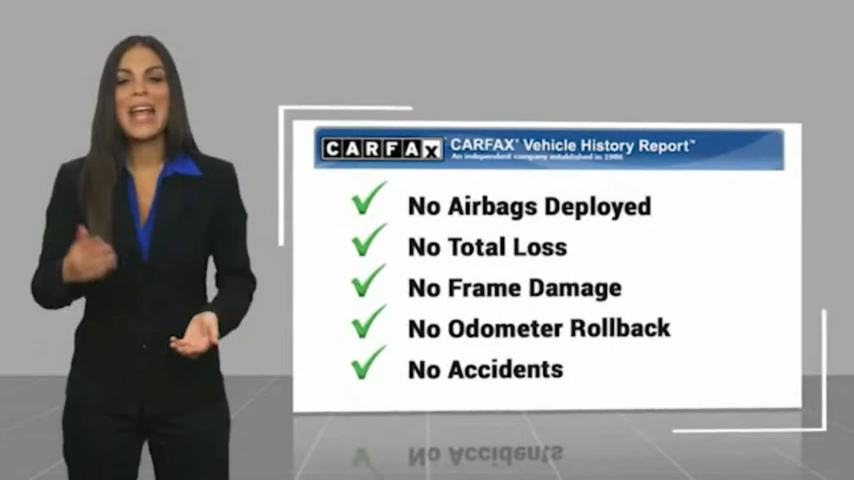 CARFAX CARFAX® Vehicle History Report™
An independent company established in 1986
No Airbags Deployed
No Total Loss
No Frame Damage
No Odometer Rollback
No Accidents
No Accidents